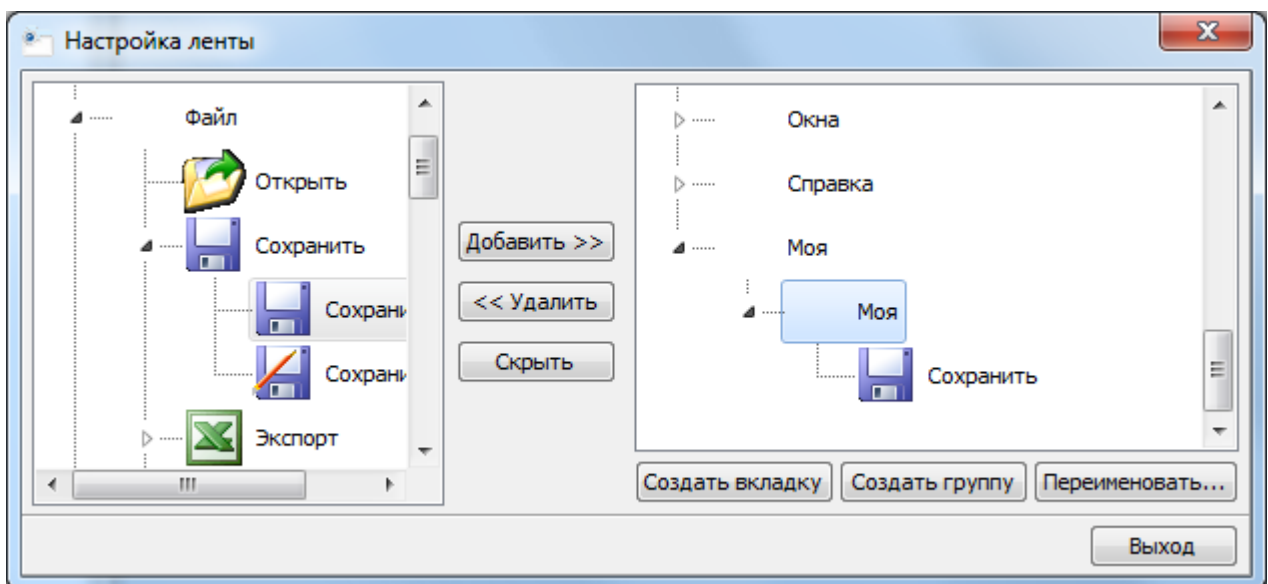 Настройка ленты
Файл
Открыть
Сохранить
Сохрани
Сохрани
Экспорт
Добавить >>
<< Удалить
Скрыть
Окна
Справка
Моя
Моя
Сохранить
Создать вкладку
Создать группу
Переименовать...
Выход